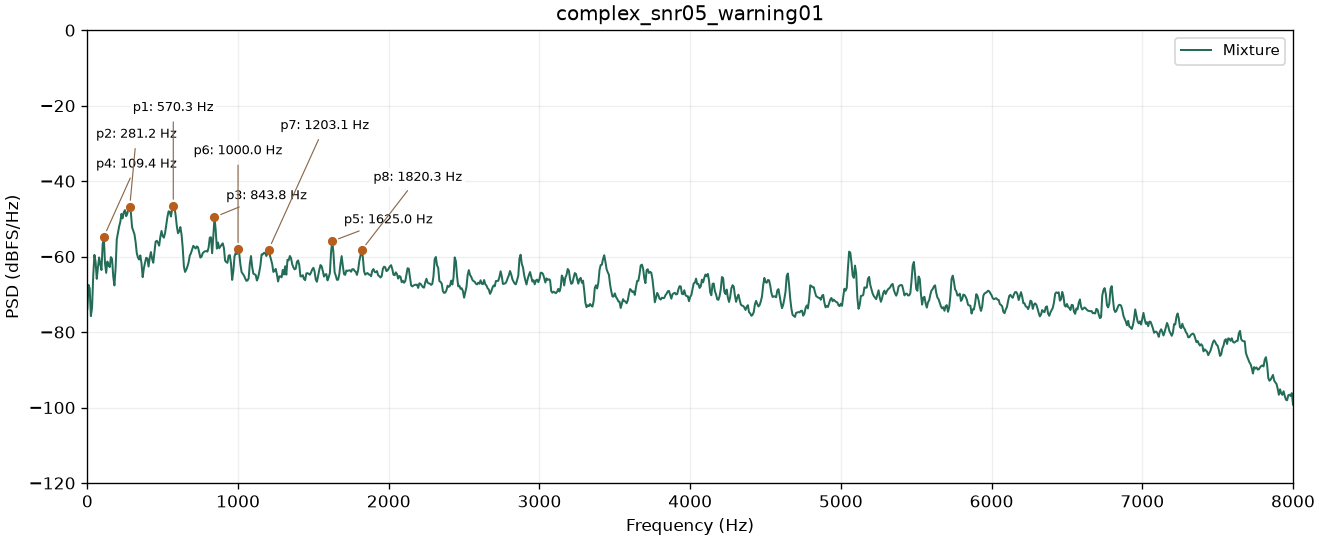 complex_snr05_warning01
Mixture
p1: 570.3 Hz
p7: 1203.1 Hz
p2: 281.2 Hz
p6: 1000.0 Hz
p4: 109.4 Hz
p8: 1820.3 Hz
p3: 843.8 Hz
p5: 1625.0 Hz
PSD (dBFS/Hz)
0
−20
−40
−60
−80
−100
−120
0 1000 2000 3000 4000 5000 6000 7000 8000
Frequency (Hz)